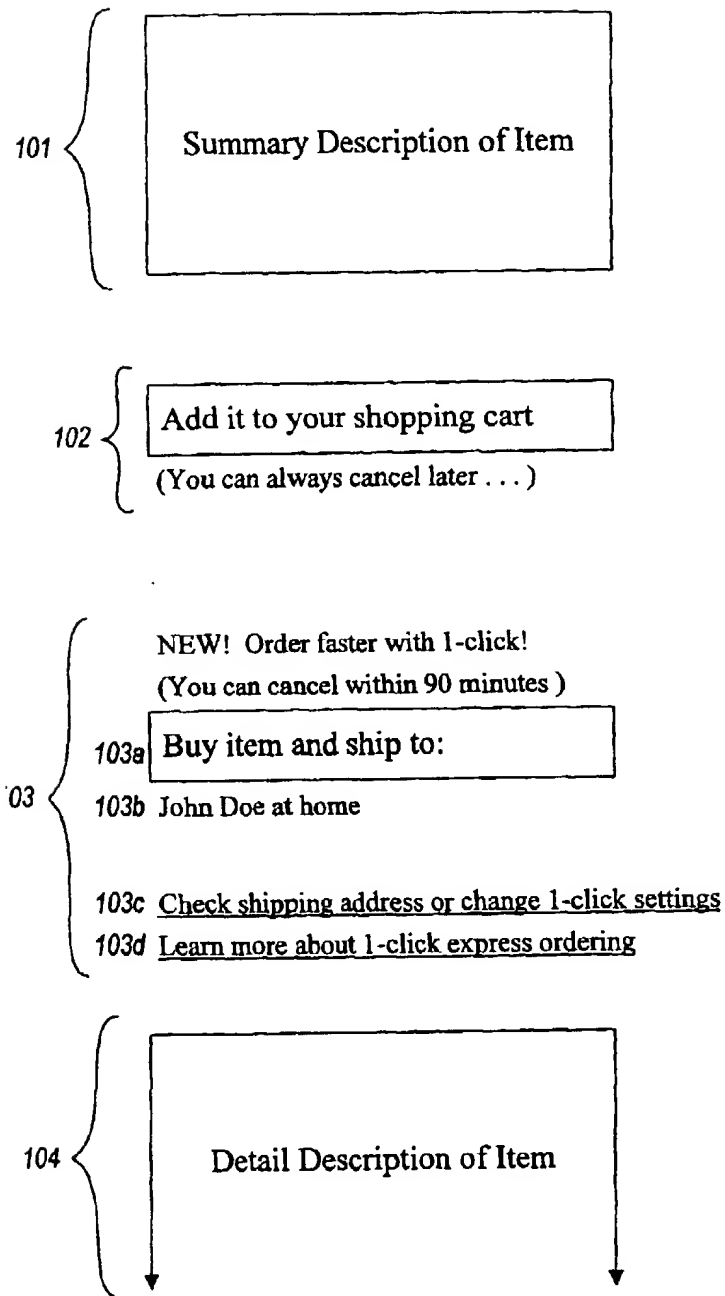 101
Summary Description of Item
102
Add it to your shopping cart
(You can always cancel later . . . )
NEW! Order faster with 1-click!
(You can cancel within 90 minutes )
103a Buy item and ship to:
03
103b John Doe at home
103c Check shipping address or change 1-click settings
103d Learn more about 1-click express ordering
104
Detail Description of Item